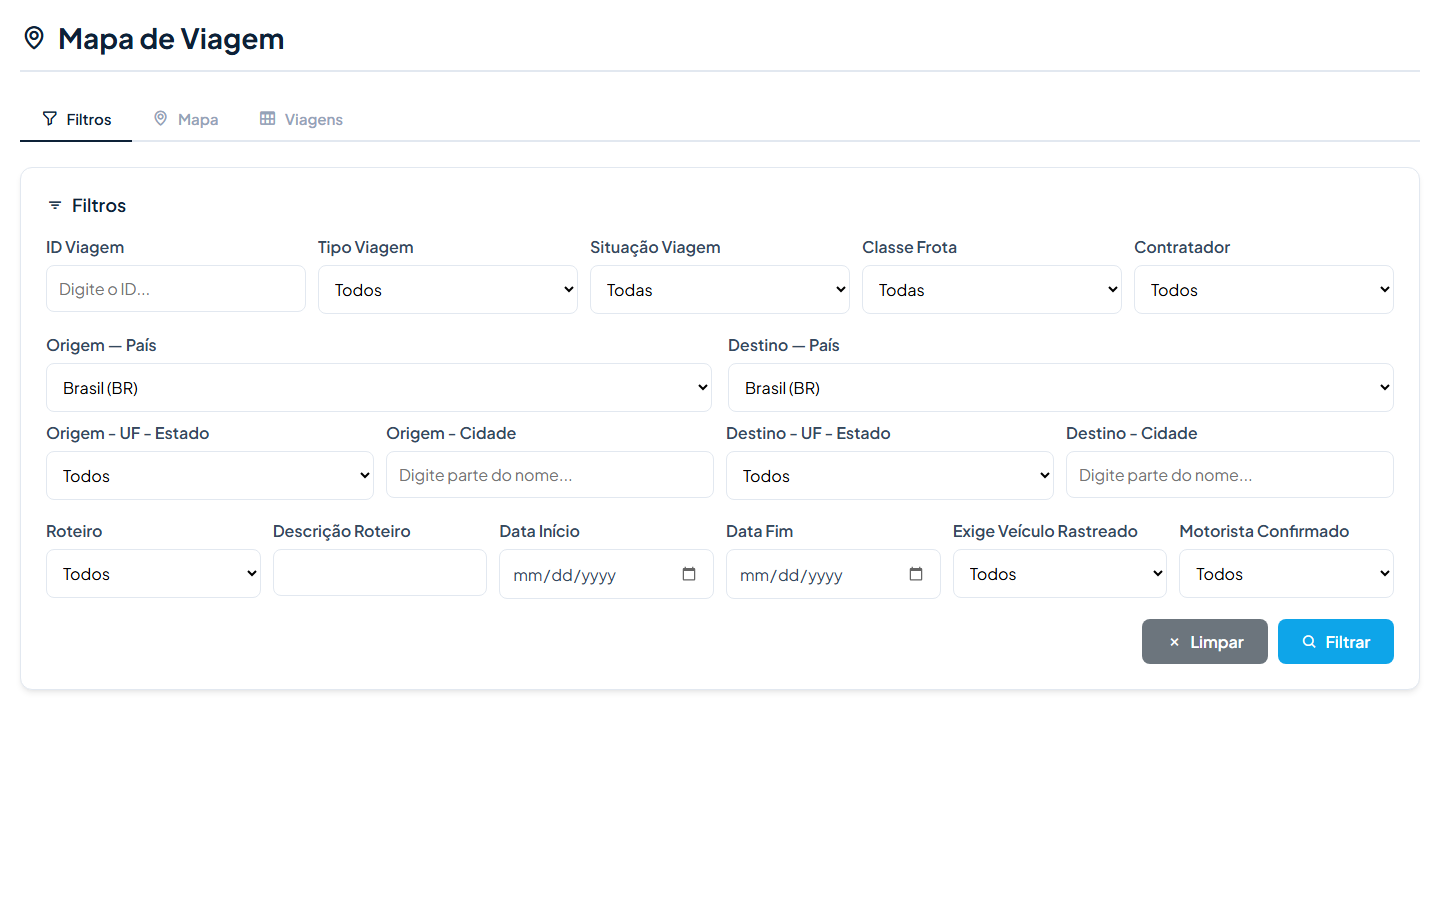 Mapa de Viagem
Filtros Mapa Viagens
Filtros
ID Viagem Tipo Viagem Situação Viagem Classe Frota Contratador
Digite o ID... Todos Todas Todas Todos
Origem — País Destino — País
Brasil (BR) Brasil (BR)
Origem - UF - Estado Origem - Cidade Destino - UF - Estado Destino - Cidade
Todos Digite parte do nome... Todos Digite parte do nome...
Roteiro Descrição Roteiro Data Início Data Fim Exige Veículo Rastreado Motorista Confirmado
Todos mm/dd/yyyy mm/dd/yyyy Todos Todos
Limpar Filtrar